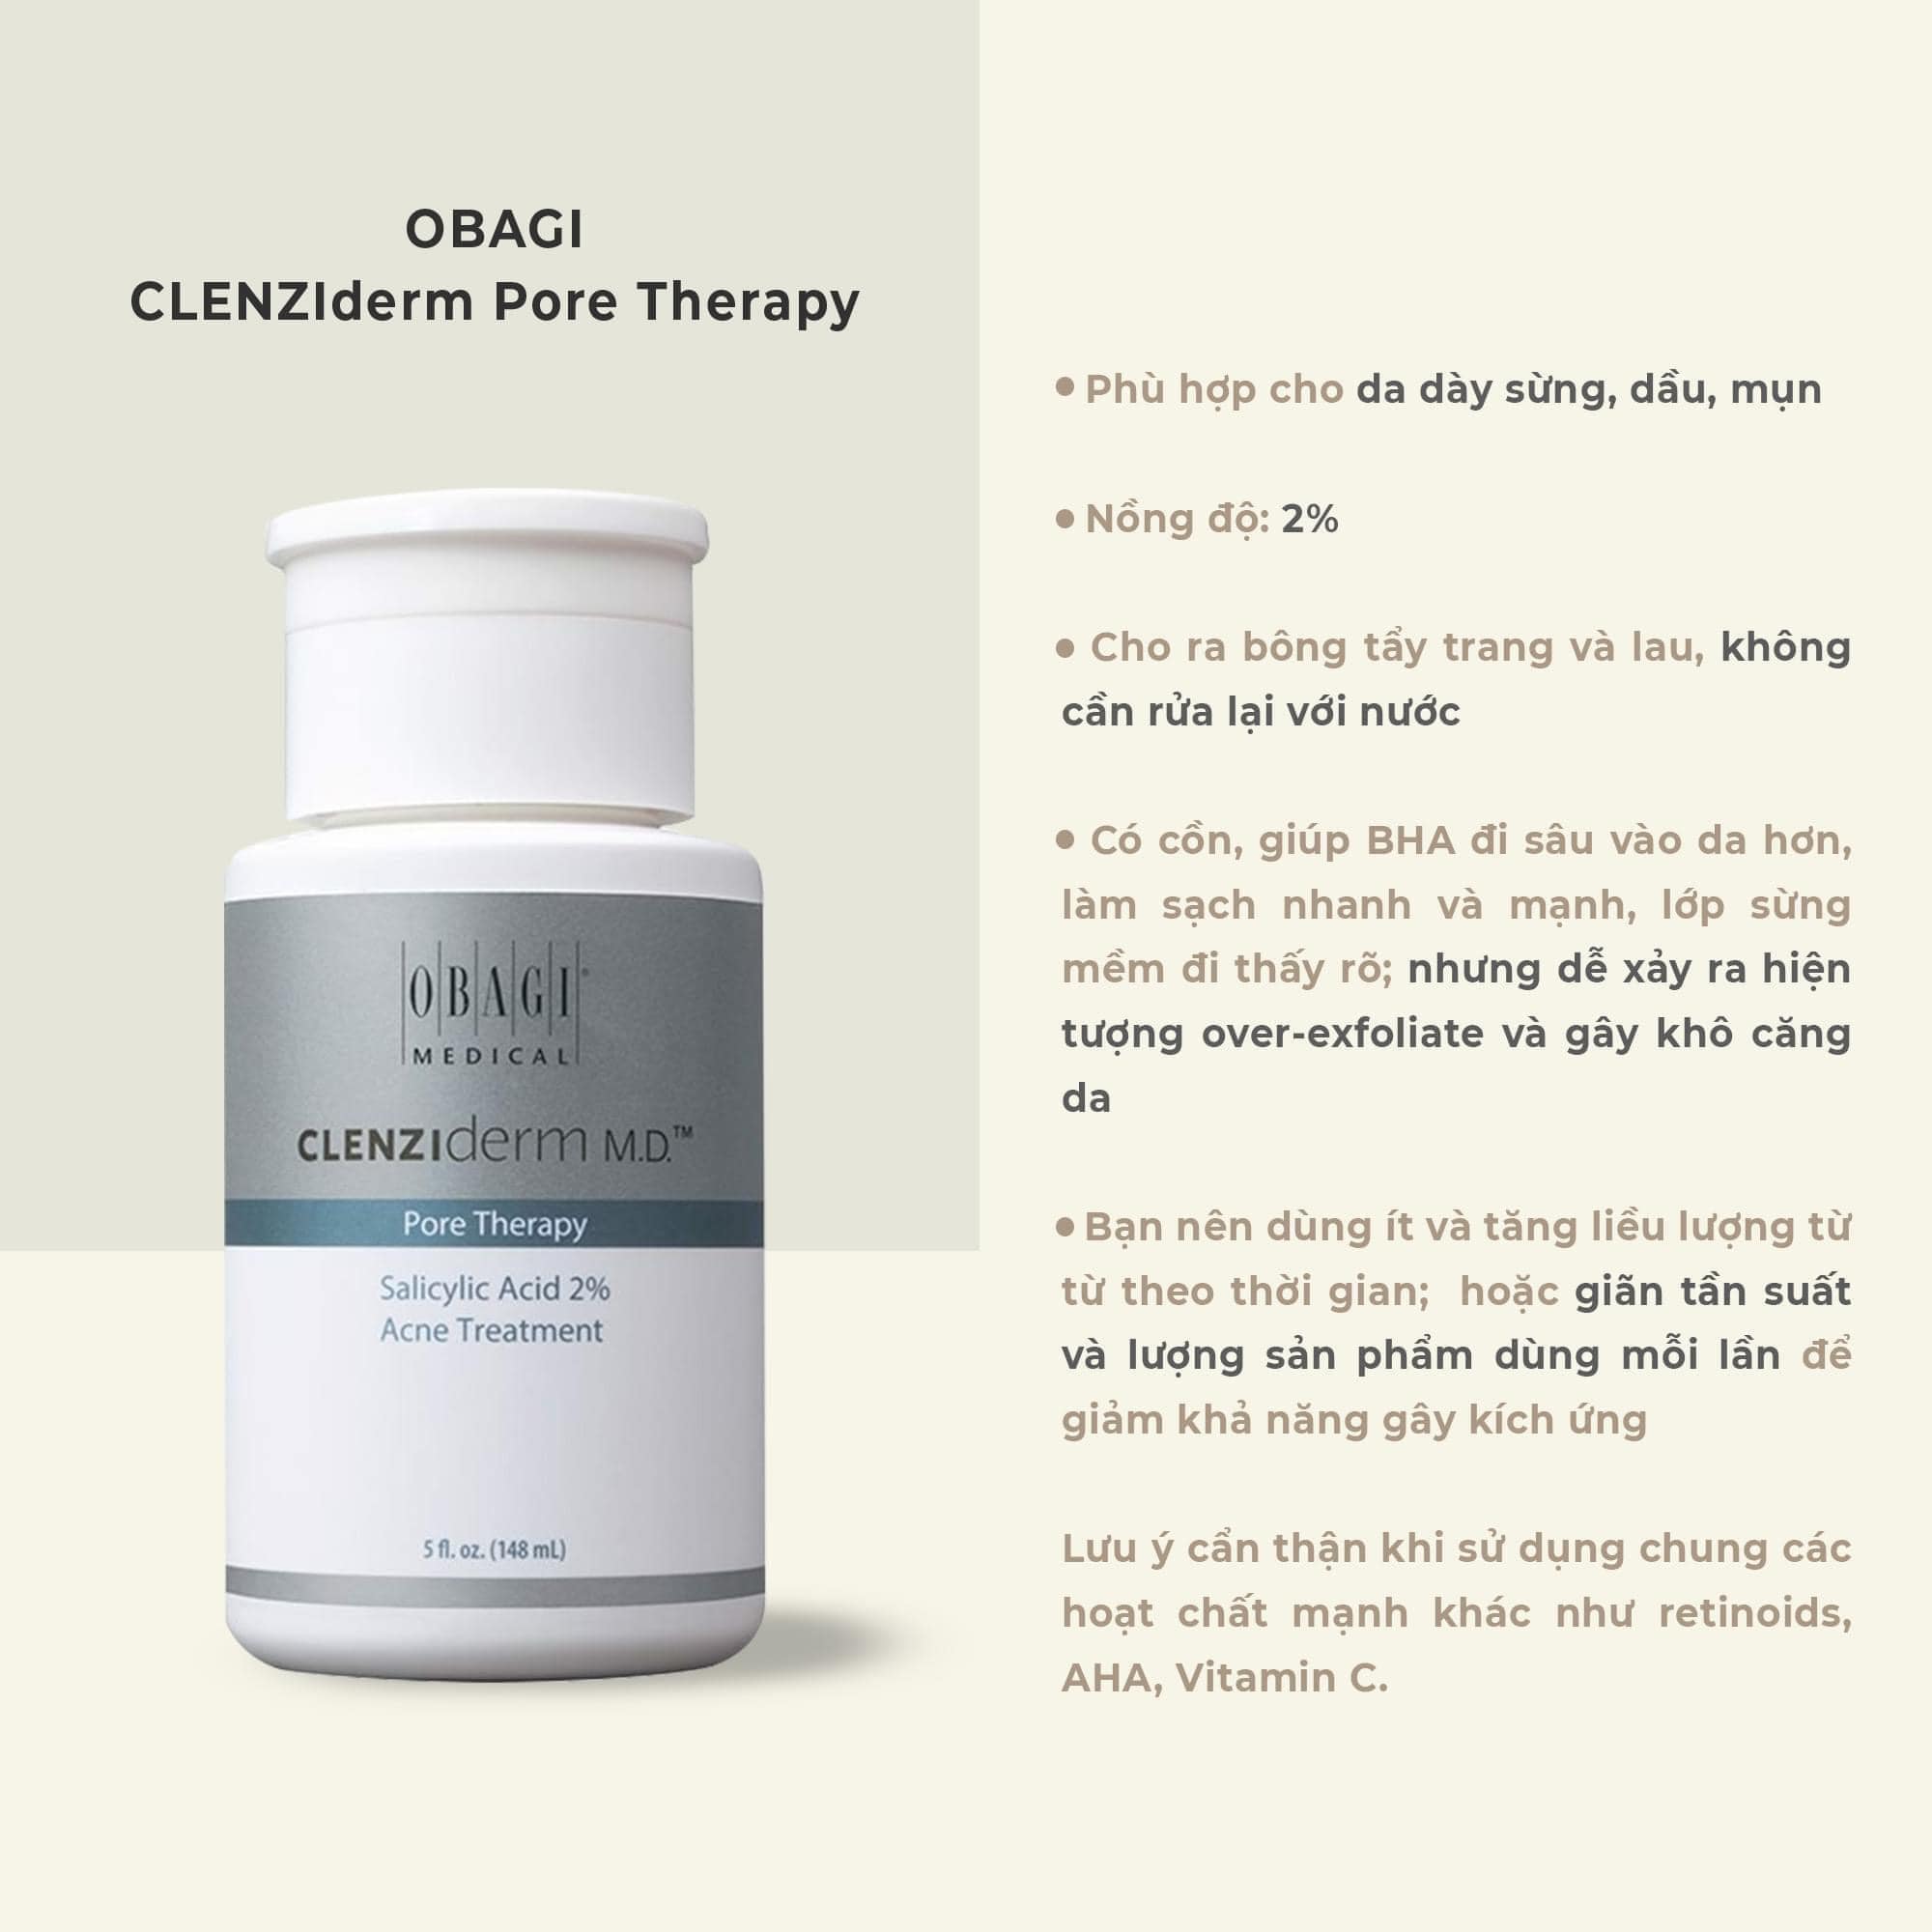 OBAGI
CLENZIderm Pore Therapy
OBAGI®
MEDICAL
CLENZIderm M.D.™
Pore Therapy
Salicylic Acid 2%
Acne Treatment
5 fl. oz. (148 mL)
• Phù hợp cho da dày sừng, dầu, mụn
• Nồng độ: 2%
• Cho ra bông tẩy trang và lau, không
cần rửa lại với nước
• Có cồn, giúp BHA đi sâu vào da hơn,
làm sạch nhanh và mạnh, lớp sừng
mềm đi thấy rõ; nhưng dễ xảy ra hiện
tượng over-exfoliate và gây khô căng
da
• Bạn nên dùng ít và tăng liều lượng từ
từ theo thời gian; hoặc giãn tần suất
và lượng sản phẩm dùng mỗi lần để
giảm khả năng gây kích ứng
Lưu ý cẩn thận khi sử dụng chung các
hoạt chất mạnh khác như retinoids,
AHA, Vitamin C.